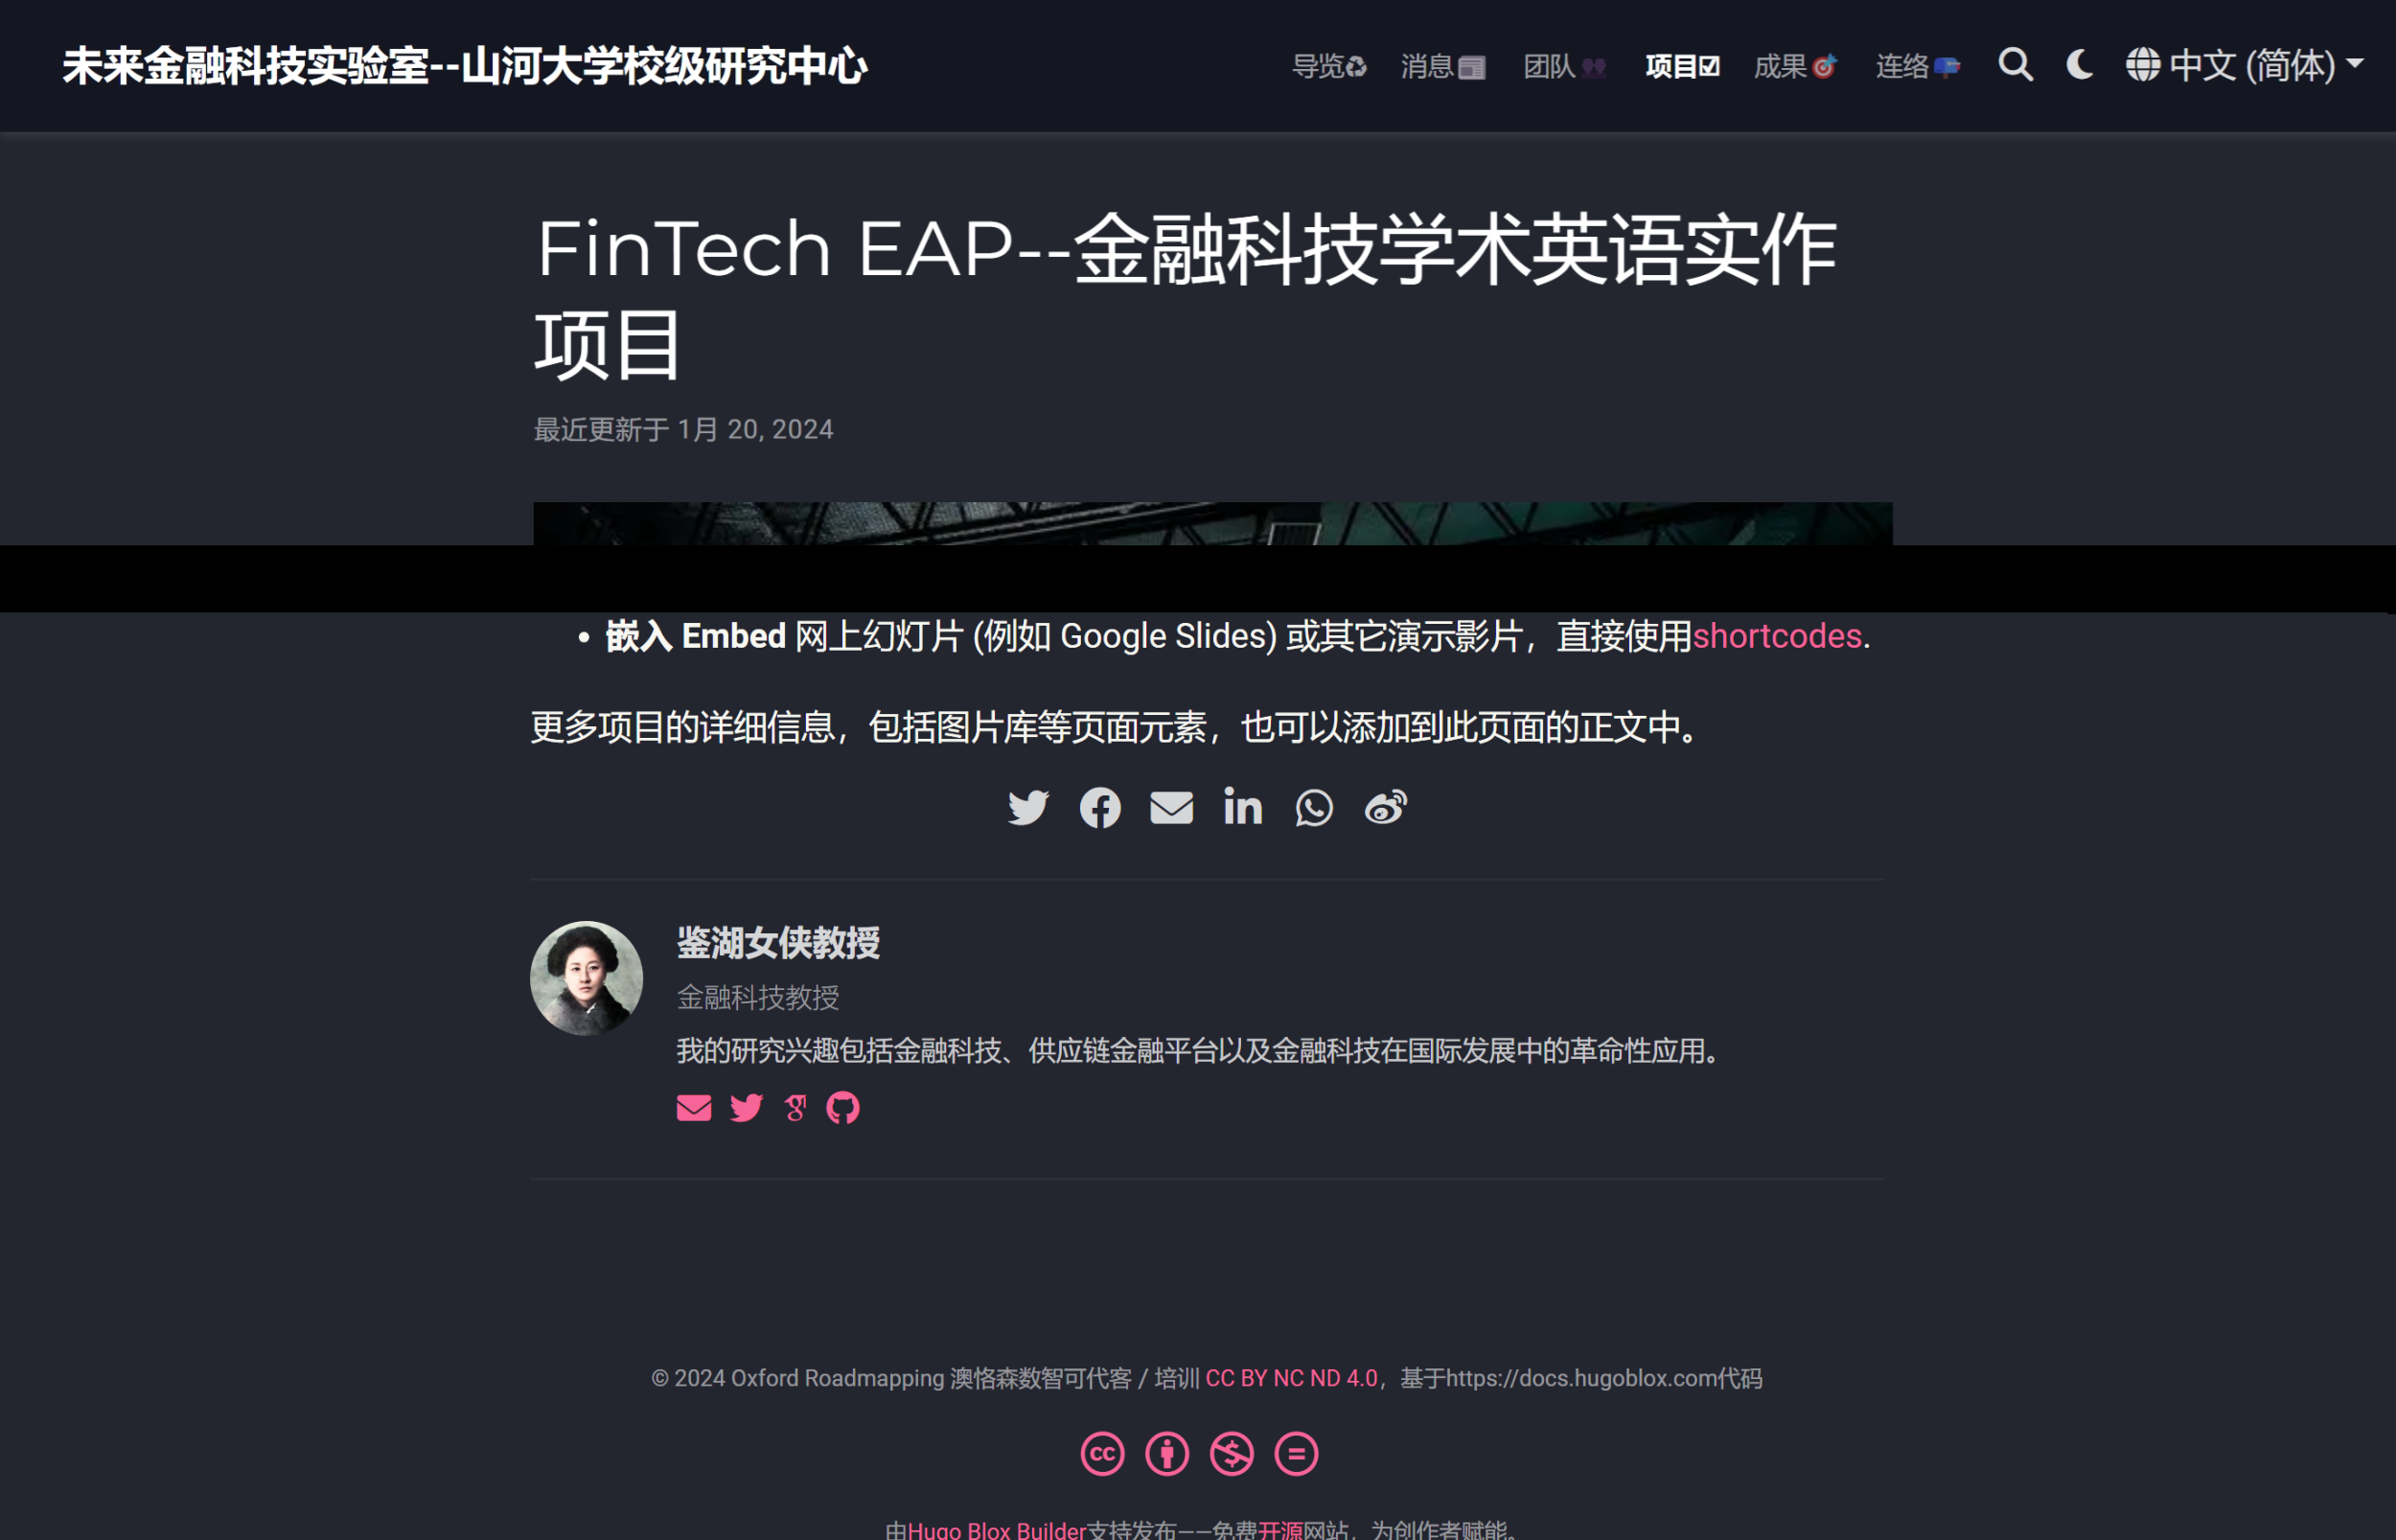 未来金融科技实验室--山河大学校级研究中心
导览♻ 消息📰 团队👥 项目☑ 成果🎯 连络📪 中文 (简体)
FinTech EAP--金融科技学术英语实作
项目
最近更新于 1月 20, 2024
• 嵌入 Embed 网上幻灯片 (例如 Google Slides) 或其它演示影片，直接使用shortcodes.
更多项目的详细信息，包括图片库等页面元素，也可以添加到此页面的正文中。
鉴湖女侠教授
金融科技教授
我的研究兴趣包括金融科技、供应链金融平台以及金融科技在国际发展中的革命性应用。
© 2024 Oxford Roadmapping 澳恪森数智可代客 / 培训 CC BY NC ND 4.0，基于https://docs.hugoblox.com代码
由Hugo Blox Builder支持发布——免费开源网站，为创作者赋能。